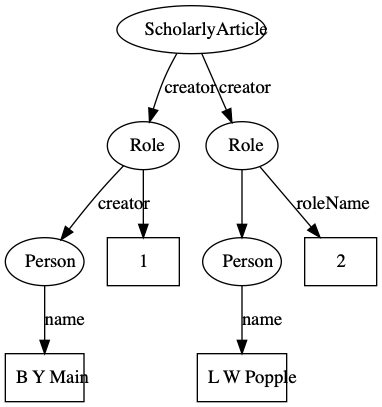 ScholarlyArticle
creator creator
Role Role
creator roleName
Person 1 Person 2
name name
B Y Main L W Popple